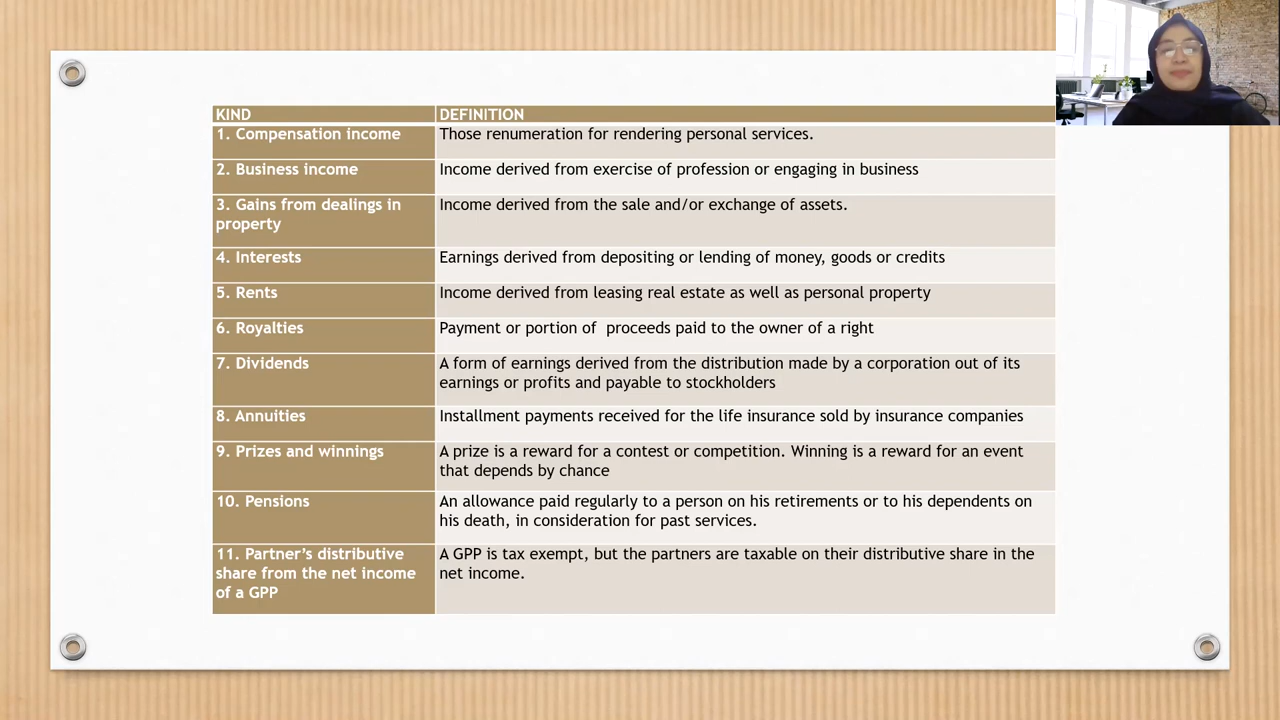 KIND
DEFINITION
1. Compensation income
Those renumeration for rendering personal services.
2. Business income
Income derived from exercise of profession or engaging in business
3. Gains from dealings in
property
Income derived from the sale and/or exchange of assets.
4. Interests
Earnings derived from depositing or lending of money, goods or credits
5. Rents
Income derived from leasing real estate as well as personal property
6. Royalties
Payment or portion of  proceeds paid to the owner of a right
7. Dividends
A form of earnings derived from the distribution made by a corporation out of its
earnings or profits and payable to stockholders
8. Annuities
Installment payments received for the life insurance sold by insurance companies
9. Prizes and winnings
A prize is a reward for a contest or competition. Winning is a reward for an event
that depends by chance
10. Pensions
An allowance paid regularly to a person on his retirements or to his dependents on
his death, in consideration for past services.
11. Partner's distributive
share from the net income
of a GPP
A GPP is tax exempt, but the partners are taxable on their distributive share in the
net income.